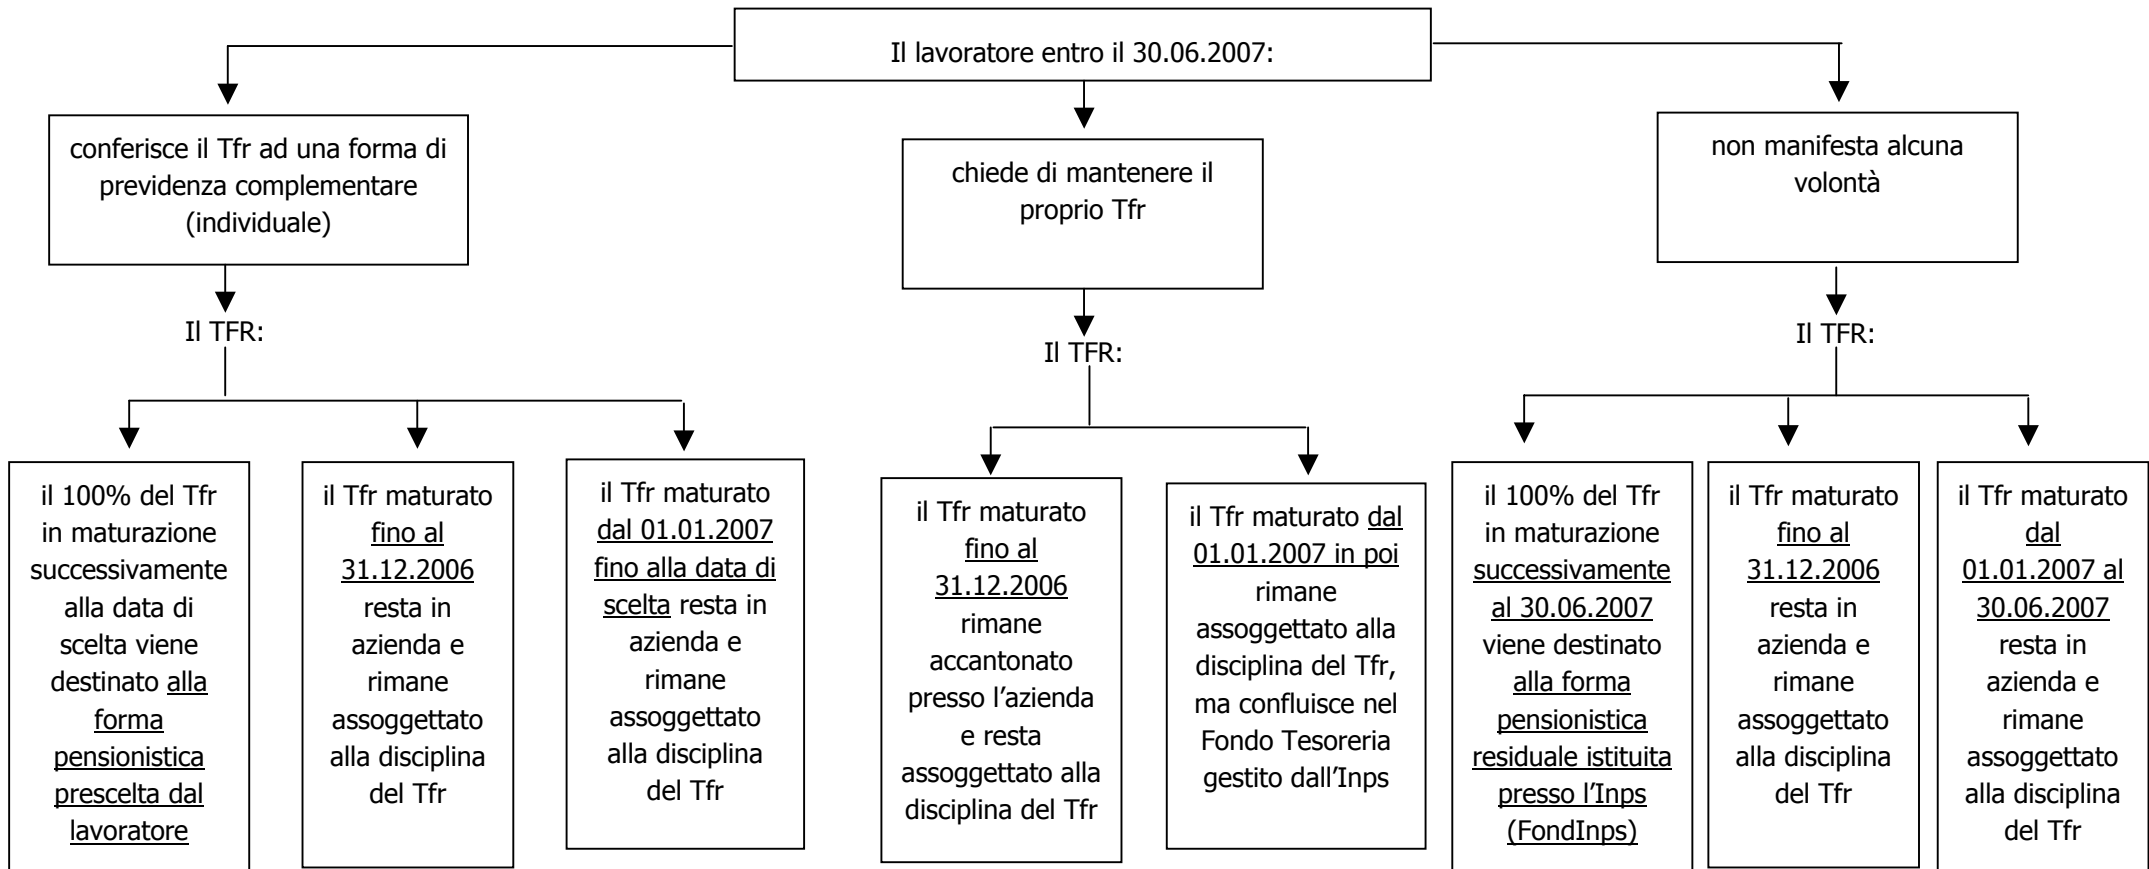 Il lavoratore entro il 30.06.2007:
conferisce il Tfr ad una forma di
previdenza complementare
(individuale)
chiede di mantenere il
proprio Tfr
non manifesta alcuna
volontà
Il TFR:
Il TFR:
Il TFR:
il 100% del Tfr
in maturazione
successivamente
alla data di
scelta viene
destinato alla
forma
pensionistica
prescelta dal
lavoratore
il Tfr maturato
fino al
31.12.2006
resta in
azienda e
rimane
assoggettato
alla disciplina
del Tfr
il Tfr maturato
dal 01.01.2007
fino alla data di
scelta resta in
azienda e
rimane
assoggettato
alla disciplina
del Tfr
il Tfr maturato
fino al
31.12.2006
rimane
accantonato
presso l’azienda
e resta
assoggettato alla
disciplina del Tfr
il Tfr maturato dal
01.01.2007 in poi
rimane
assoggettato alla
disciplina del Tfr,
ma confluisce nel
Fondo Tesoreria
gestito dall’Inps
il 100% del Tfr
in maturazione
successivamente
al 30.06.2007
viene destinato
alla forma
pensionistica
residuale istituita
presso l’Inps
(FondInps)
il Tfr maturato
fino al
31.12.2006
resta in
azienda e
rimane
assoggettato
alla disciplina
del Tfr
il Tfr maturato
dal
01.01.2007 al
30.06.2007
resta in
azienda e
rimane
assoggettato
alla disciplina
del Tfr